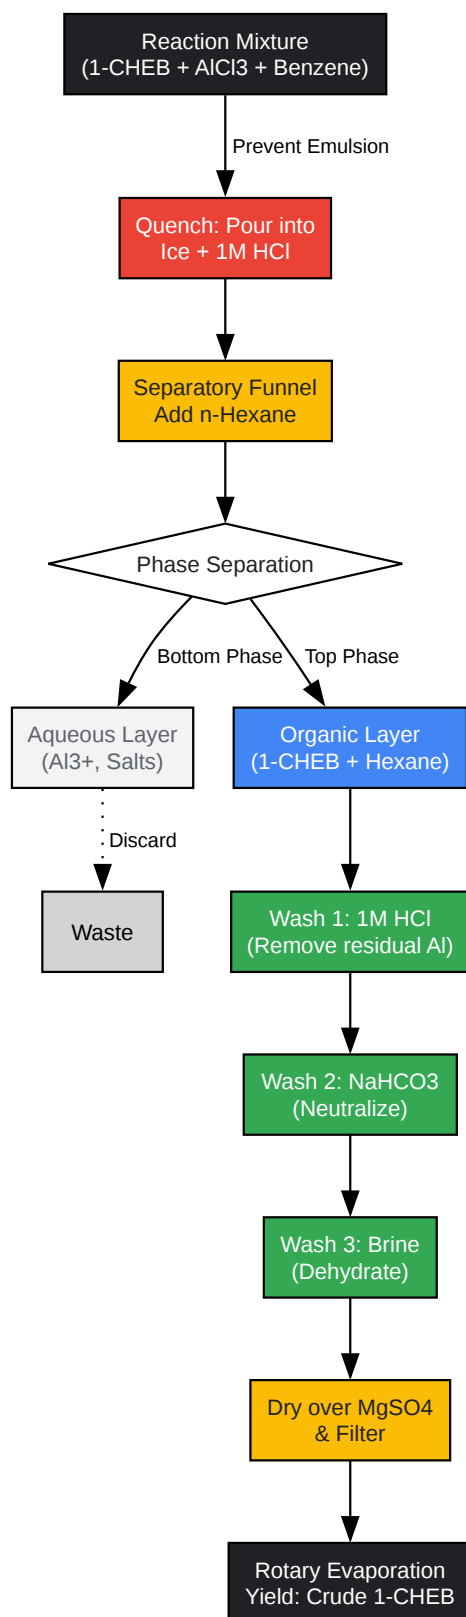 Reaction Mixture
(1-CHEB + AlCl3 + Benzene)
Prevent Emulsion
Quench: Pour into
Ice + 1M HCl
Separatory Funnel
Add n-Hexane
Phase Separation
Bottom Phase
Top Phase
Aqueous Layer
(Al3+, Salts)
Organic Layer
(1-CHEB + Hexane)
Discard
Waste
Wash 1: 1M HCl
(Remove residual Al)
Wash 2: NaHCO3
(Neutralize)
Wash 3: Brine
(Dehydrate)
Dry over MgSO4
& Filter
Rotary Evaporation
Yield: Crude 1-CHEB